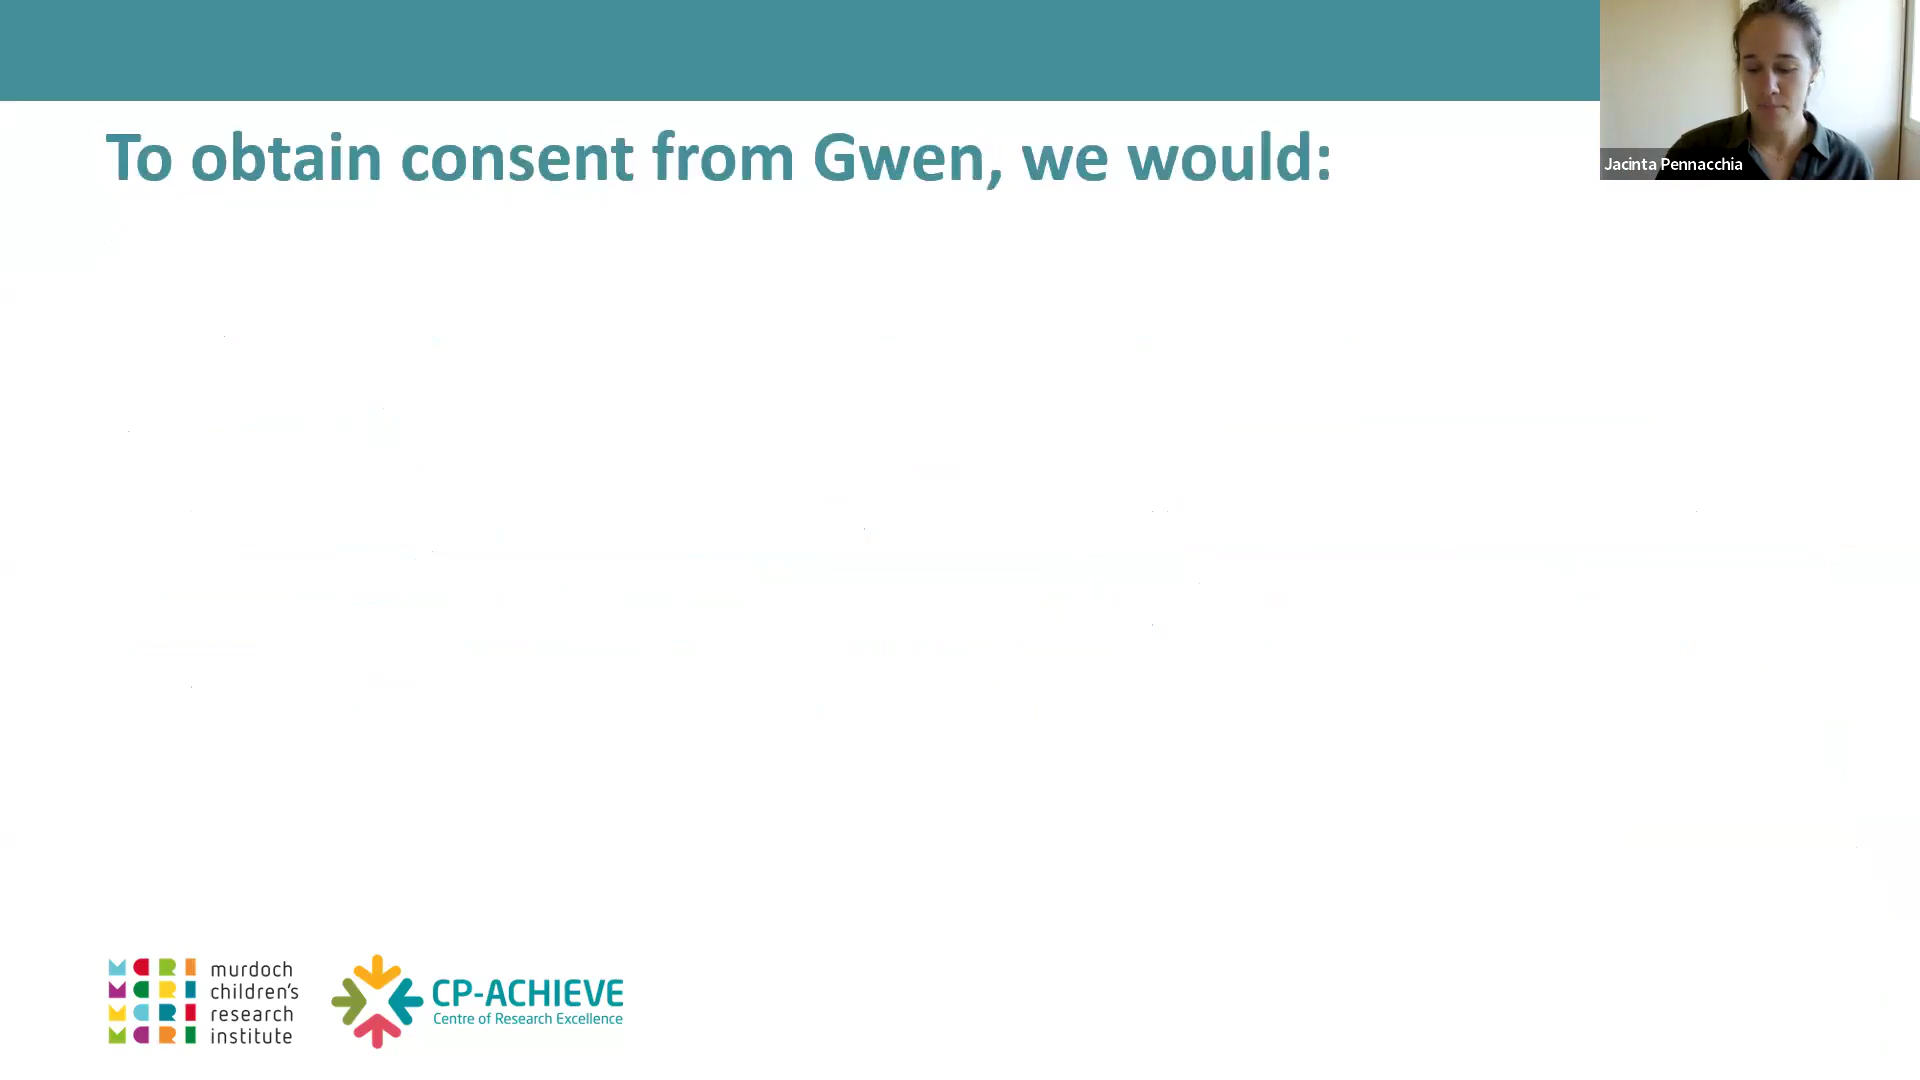 To obtain consent from Gwen, we would:
Jacinta Pennacchia
murdoch
children's
research
institute
CP-ACHIEVE
Centre of Research Excellence